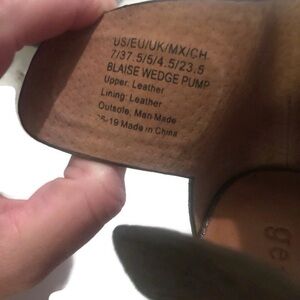 US/EU/UK/MX/CH
7/37.5/5/4.5/23.5
BLAISE WEDGE PUMP
Upper: Leather
Lining: Leather
Outsole, Man Made
-19 Made in China
ge